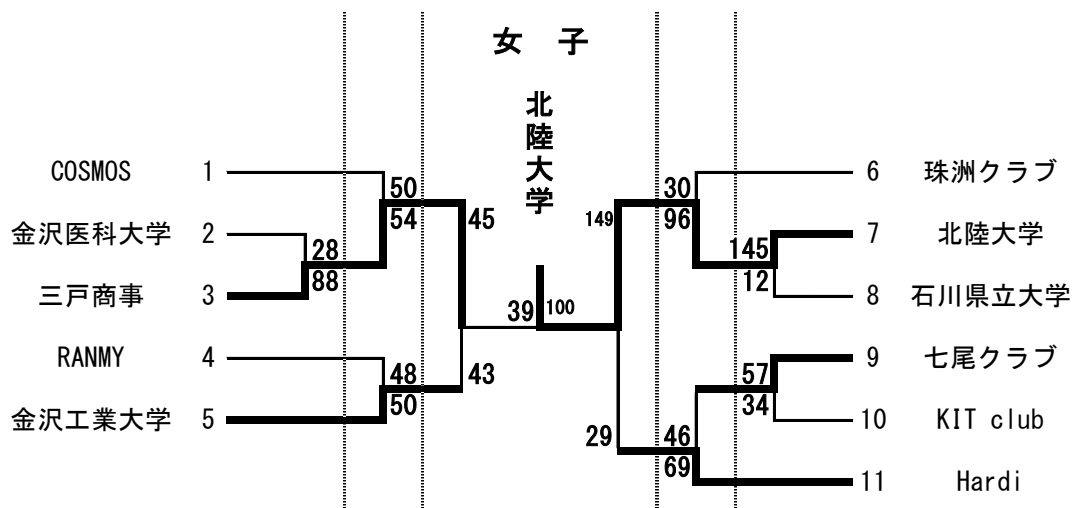 女 子
北陸大学
COSMOS 1
金沢医科大学 2
三戸商事 3
RANMY 4
金沢工業大学 5
28
88
50
54
48
50
45
43
39
100
149
29
30
96
46
69
145
12
57
34
6 珠洲クラブ
7 北陸大学
8 石川県立大学
9 七尾クラブ
10 KIT club
11 Hardi